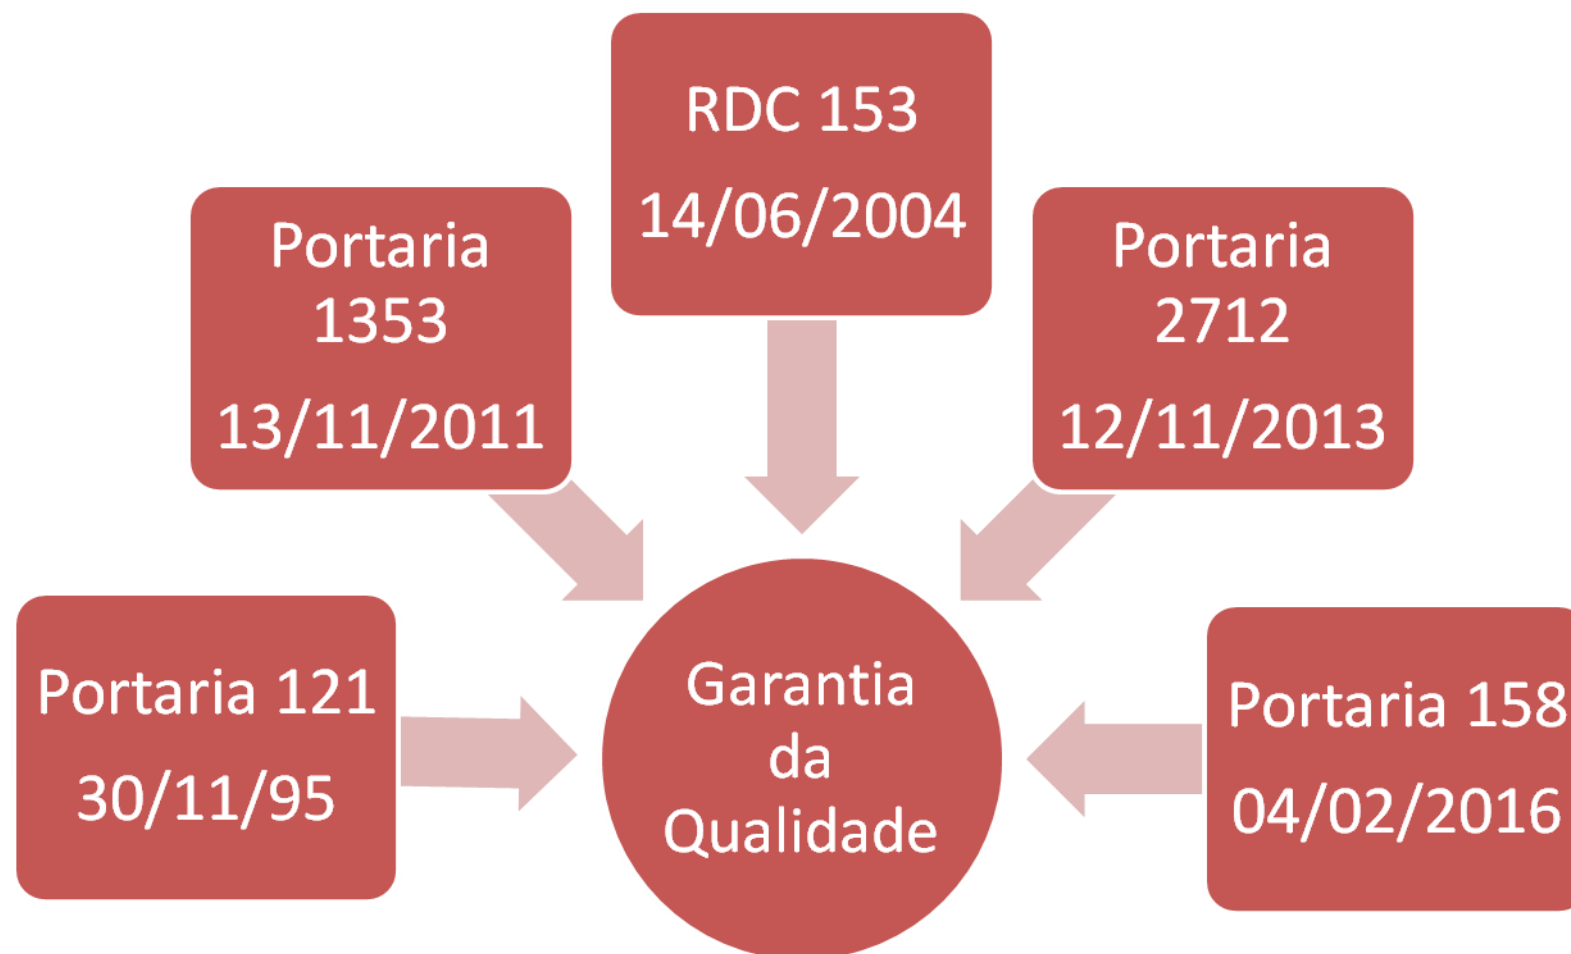 RDC 153
14/06/2004
Portaria
1353
13/11/2011
Portaria
2712
12/11/2013
Portaria 121
30/11/95
Garantia
da
Qualidade
Portaria 158
04/02/2016